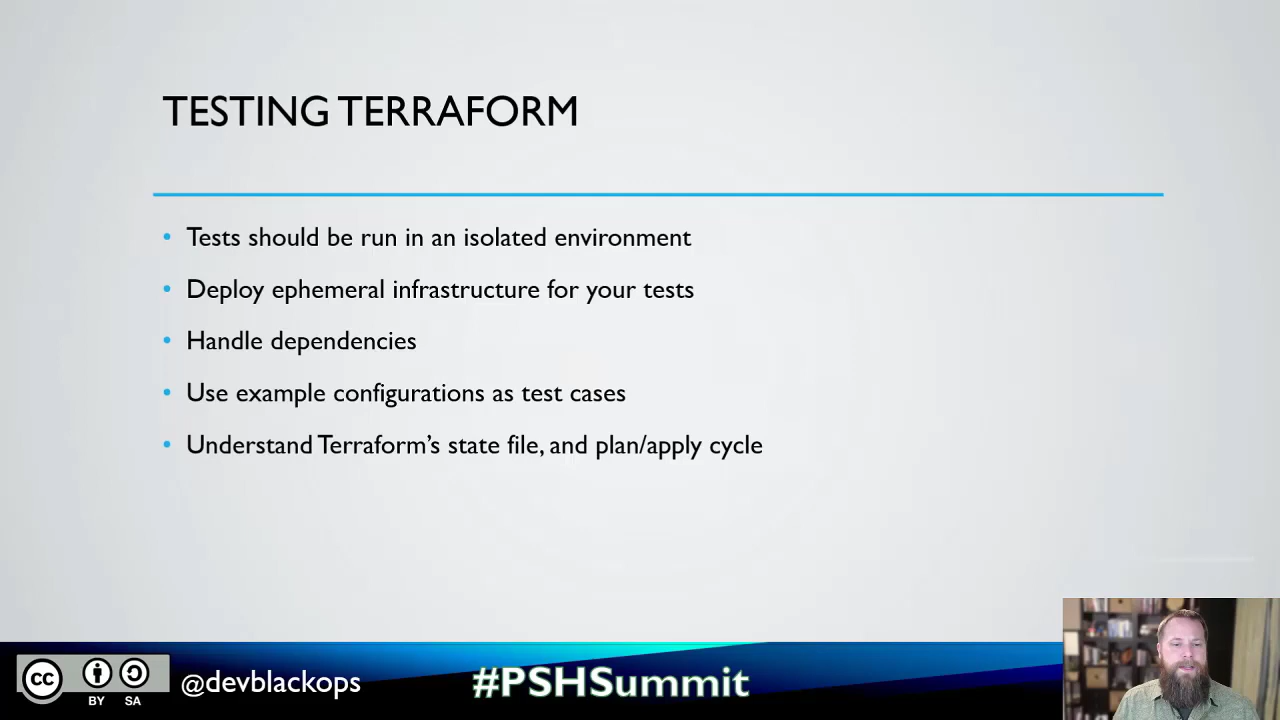 TESTING TERRAFORM
• Tests should be run in an isolated environment
• Deploy ephemeral infrastructure for your tests
• Handle dependencies
• Use example configurations as test cases
• Understand Terraform's state file, and plan/apply cycle
cc
BY SA
@devblackops
#PSHSummit